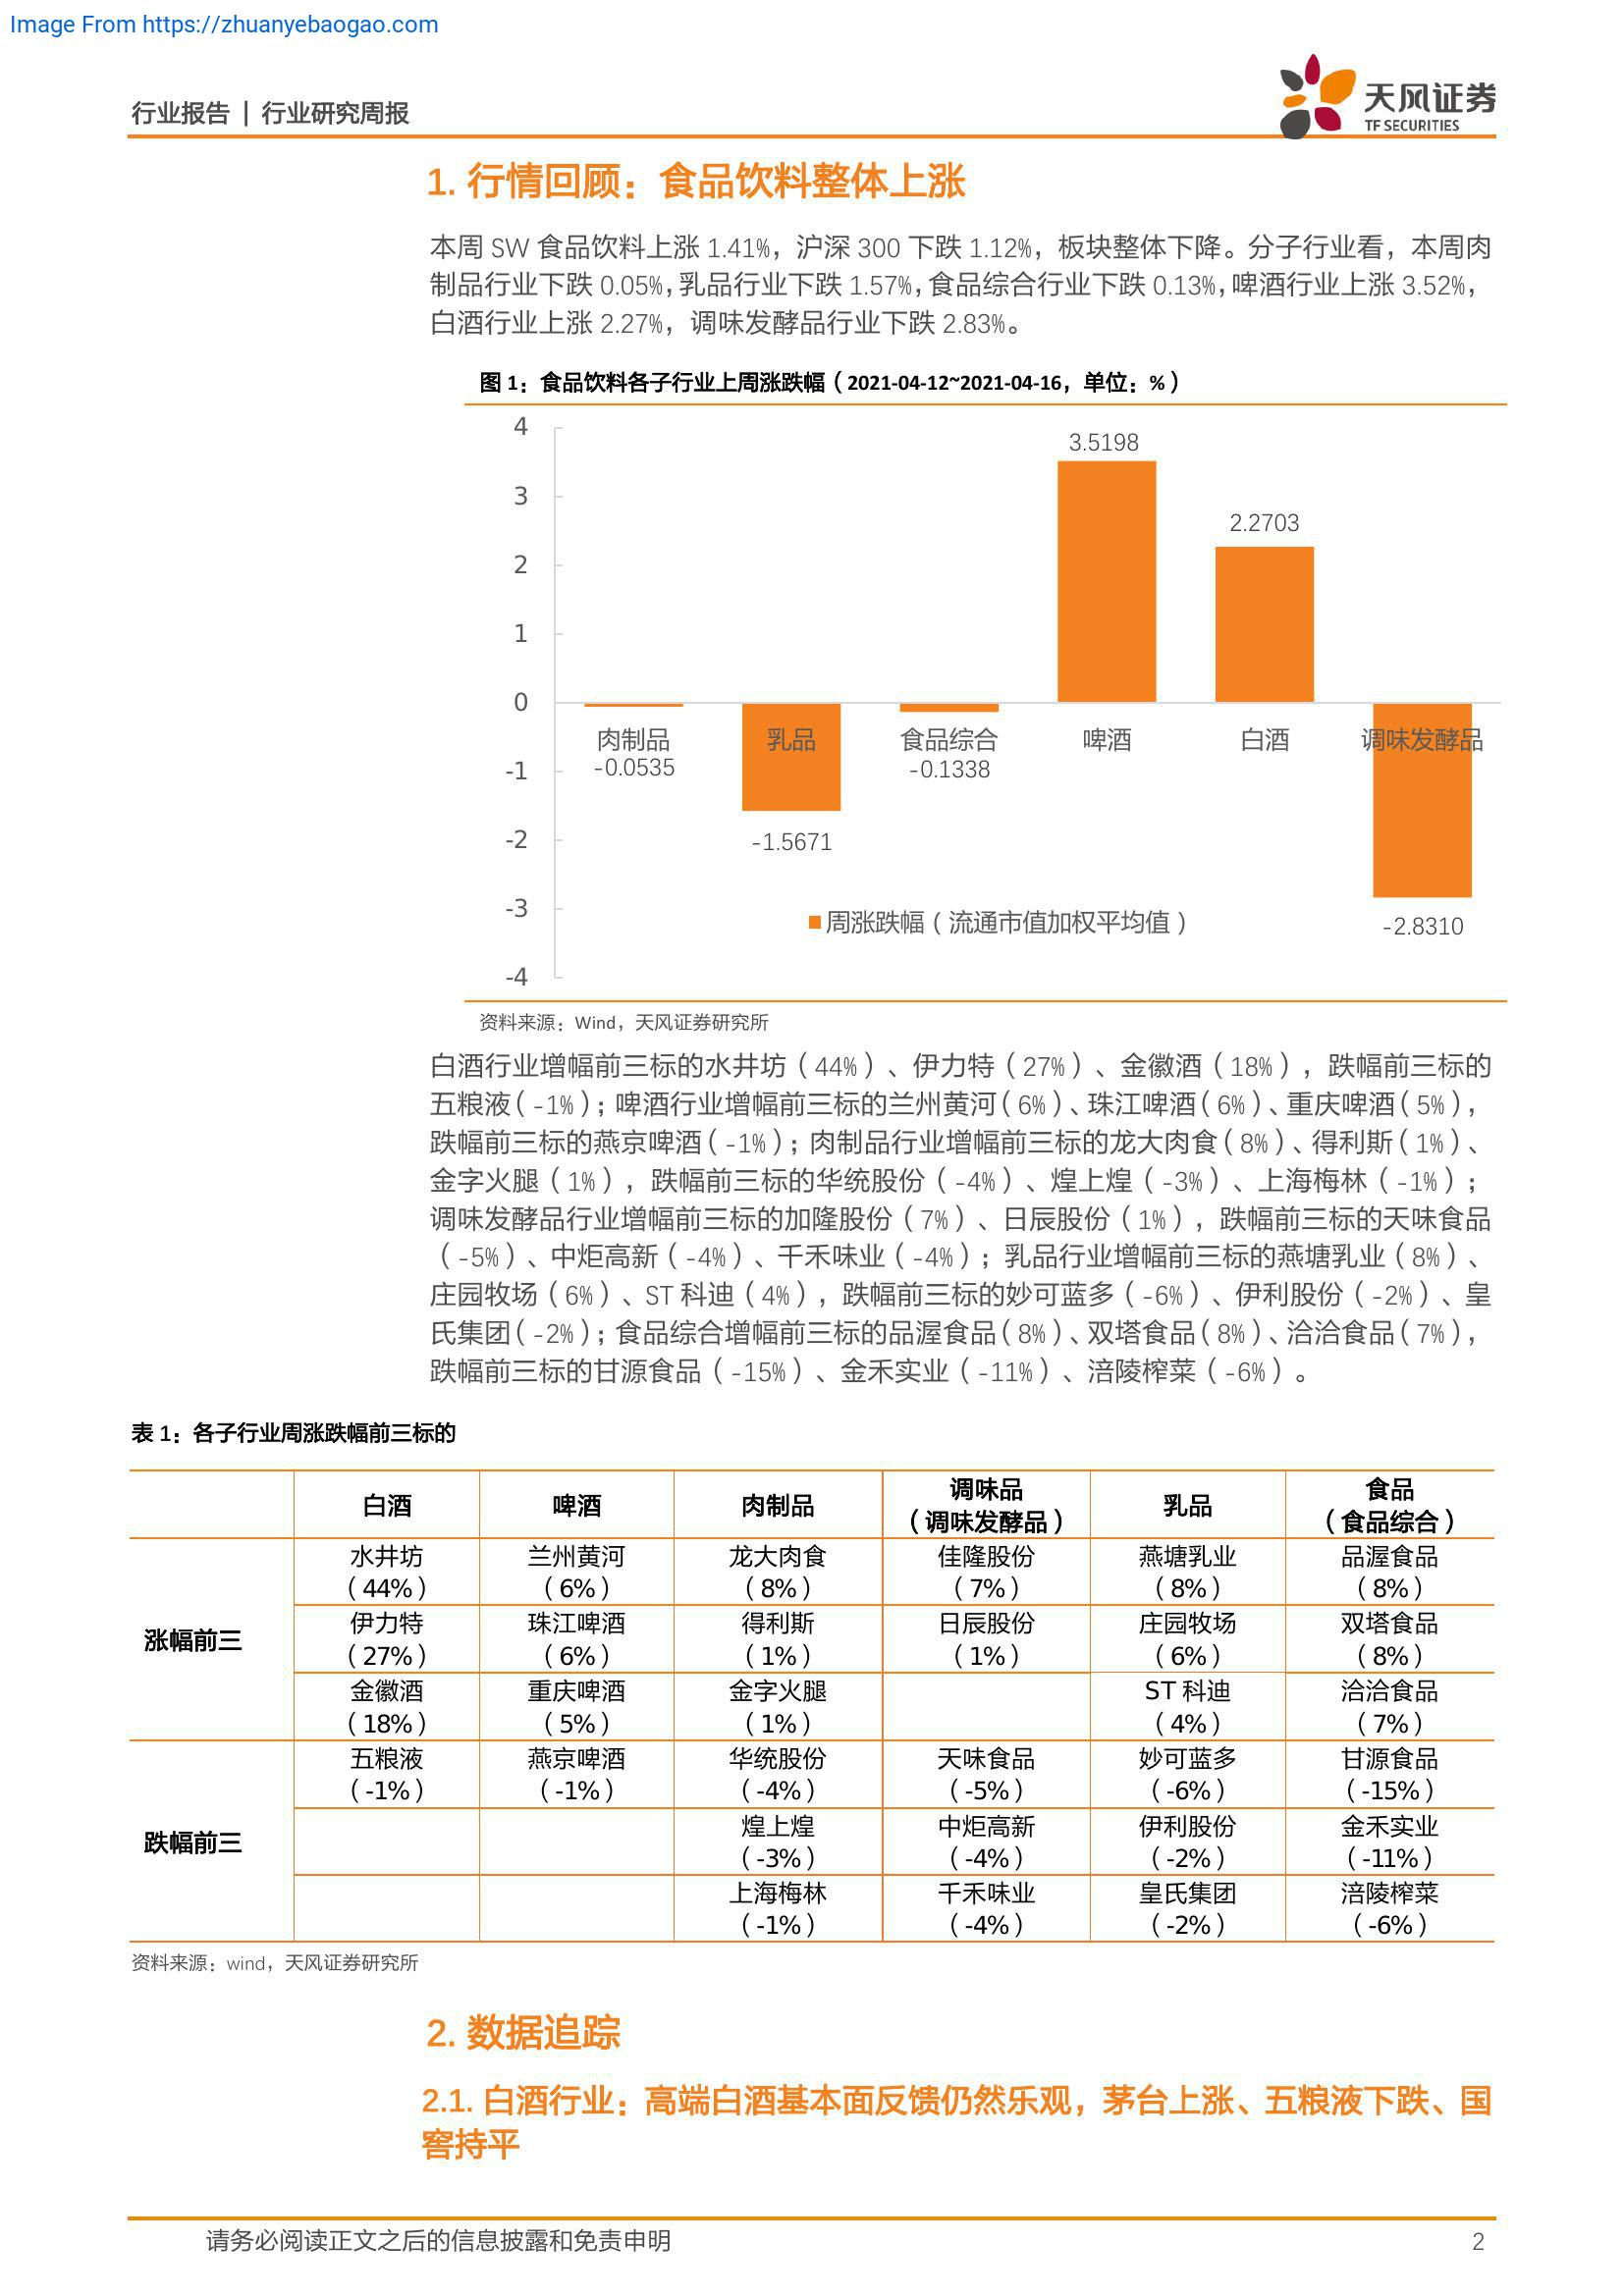 Image From https://zhuanyebaogao.com
行业报告 | 行业研究周报
天风证券
TF SECURITIES
1. 行情回顾：食品饮料整体上涨
本周 SW 食品饮料上涨 1.41%，沪深 300 下跌 1.12%，板块整体下降。分子行业看，本周肉
制品行业下跌 0.05%，乳品行业下跌 1.57%，食品综合行业下跌 0.13%，啤酒行业上涨 3.52%，
白酒行业上涨 2.27%，调味发酵品行业下跌 2.83%。
图 1：食品饮料各子行业上周涨跌幅（2021-04-12~2021-04-16，单位：%）
4
3
2
1
0
-1
-2
-3
-4
3.5198
2.2703
肉制品
乳品
食品综合
啤酒
白酒
调味发酵品
-0.0535
-0.1338
-1.5671
-2.8310
周涨跌幅（流通市值加权平均值）
资料来源：Wind，天风证券研究所
白酒行业增幅前三标的水井坊（44%）、伊力特（27%）、金徽酒（18%），跌幅前三标的
五粮液（-1%）；啤酒行业增幅前三标的兰州黄河（6%）、珠江啤酒（6%）、重庆啤酒（5%），
跌幅前三标的燕京啤酒（-1%）；肉制品行业增幅前三标的龙大肉食（8%）、得利斯（1%）、
金字火腿（1%），跌幅前三标的华统股份（-4%）、煌上煌（-3%）、上海梅林（-1%）；
调味发酵品行业增幅前三标的加隆股份（7%）、日辰股份（1%），跌幅前三标的天味食品
（-5%）、中炬高新（-4%）、千禾味业（-4%）；乳品行业增幅前三标的燕塘乳业（8%）、
庄园牧场（6%）、ST 科迪（4%），跌幅前三标的妙可蓝多（-6%）、伊利股份（-2%）、皇
氏集团（-2%）；食品综合增幅前三标的品渥食品（8%）、双塔食品（8%）、洽洽食品（7%），
跌幅前三标的甘源食品（-15%）、金禾实业（-11%）、涪陵榨菜（-6%）。
表 1：各子行业周涨跌幅前三标的
白酒 啤酒 肉制品 调味品 乳品 食品
（调味发酵品） （食品综合）
涨幅前三
水井坊 兰州黄河 龙大肉食 佳隆股份 燕塘乳业 品渥食品
（44%） （6%） （8%） （7%） （8%） （8%）
伊力特 珠江啤酒 得利斯 日辰股份 庄园牧场 双塔食品
（27%） （6%） （1%） （1%） （6%） （8%）
金徽酒 重庆啤酒 金字火腿 ST 科迪 洽洽食品
（18%） （5%） （1%） （4%） （7%）
跌幅前三
五粮液 燕京啤酒 华统股份 天味食品 妙可蓝多 甘源食品
（-1%） （-1%） （-4%） （-5%） （-6%） （-15%）
煌上煌 中炬高新 伊利股份 金禾实业
（-3%） （-4%） （-2%） （-11%）
上海梅林 千禾味业 皇氏集团 涪陵榨菜
（-1%） （-4%） （-2%） （-6%）
资料来源：wind，天风证券研究所
2. 数据追踪
2.1. 白酒行业：高端白酒基本面反馈仍然乐观，茅台上涨、五粮液下跌、国
窖持平
请务必阅读正文之后的信息披露和免责申明
2